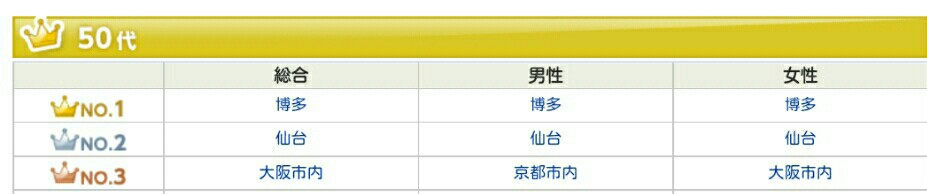 50代
総合 男性 女性
NO.1 博多 博多 博多
NO.2 仙台 仙台 仙台
NO.3 大阪市内 京都市内 大阪市内